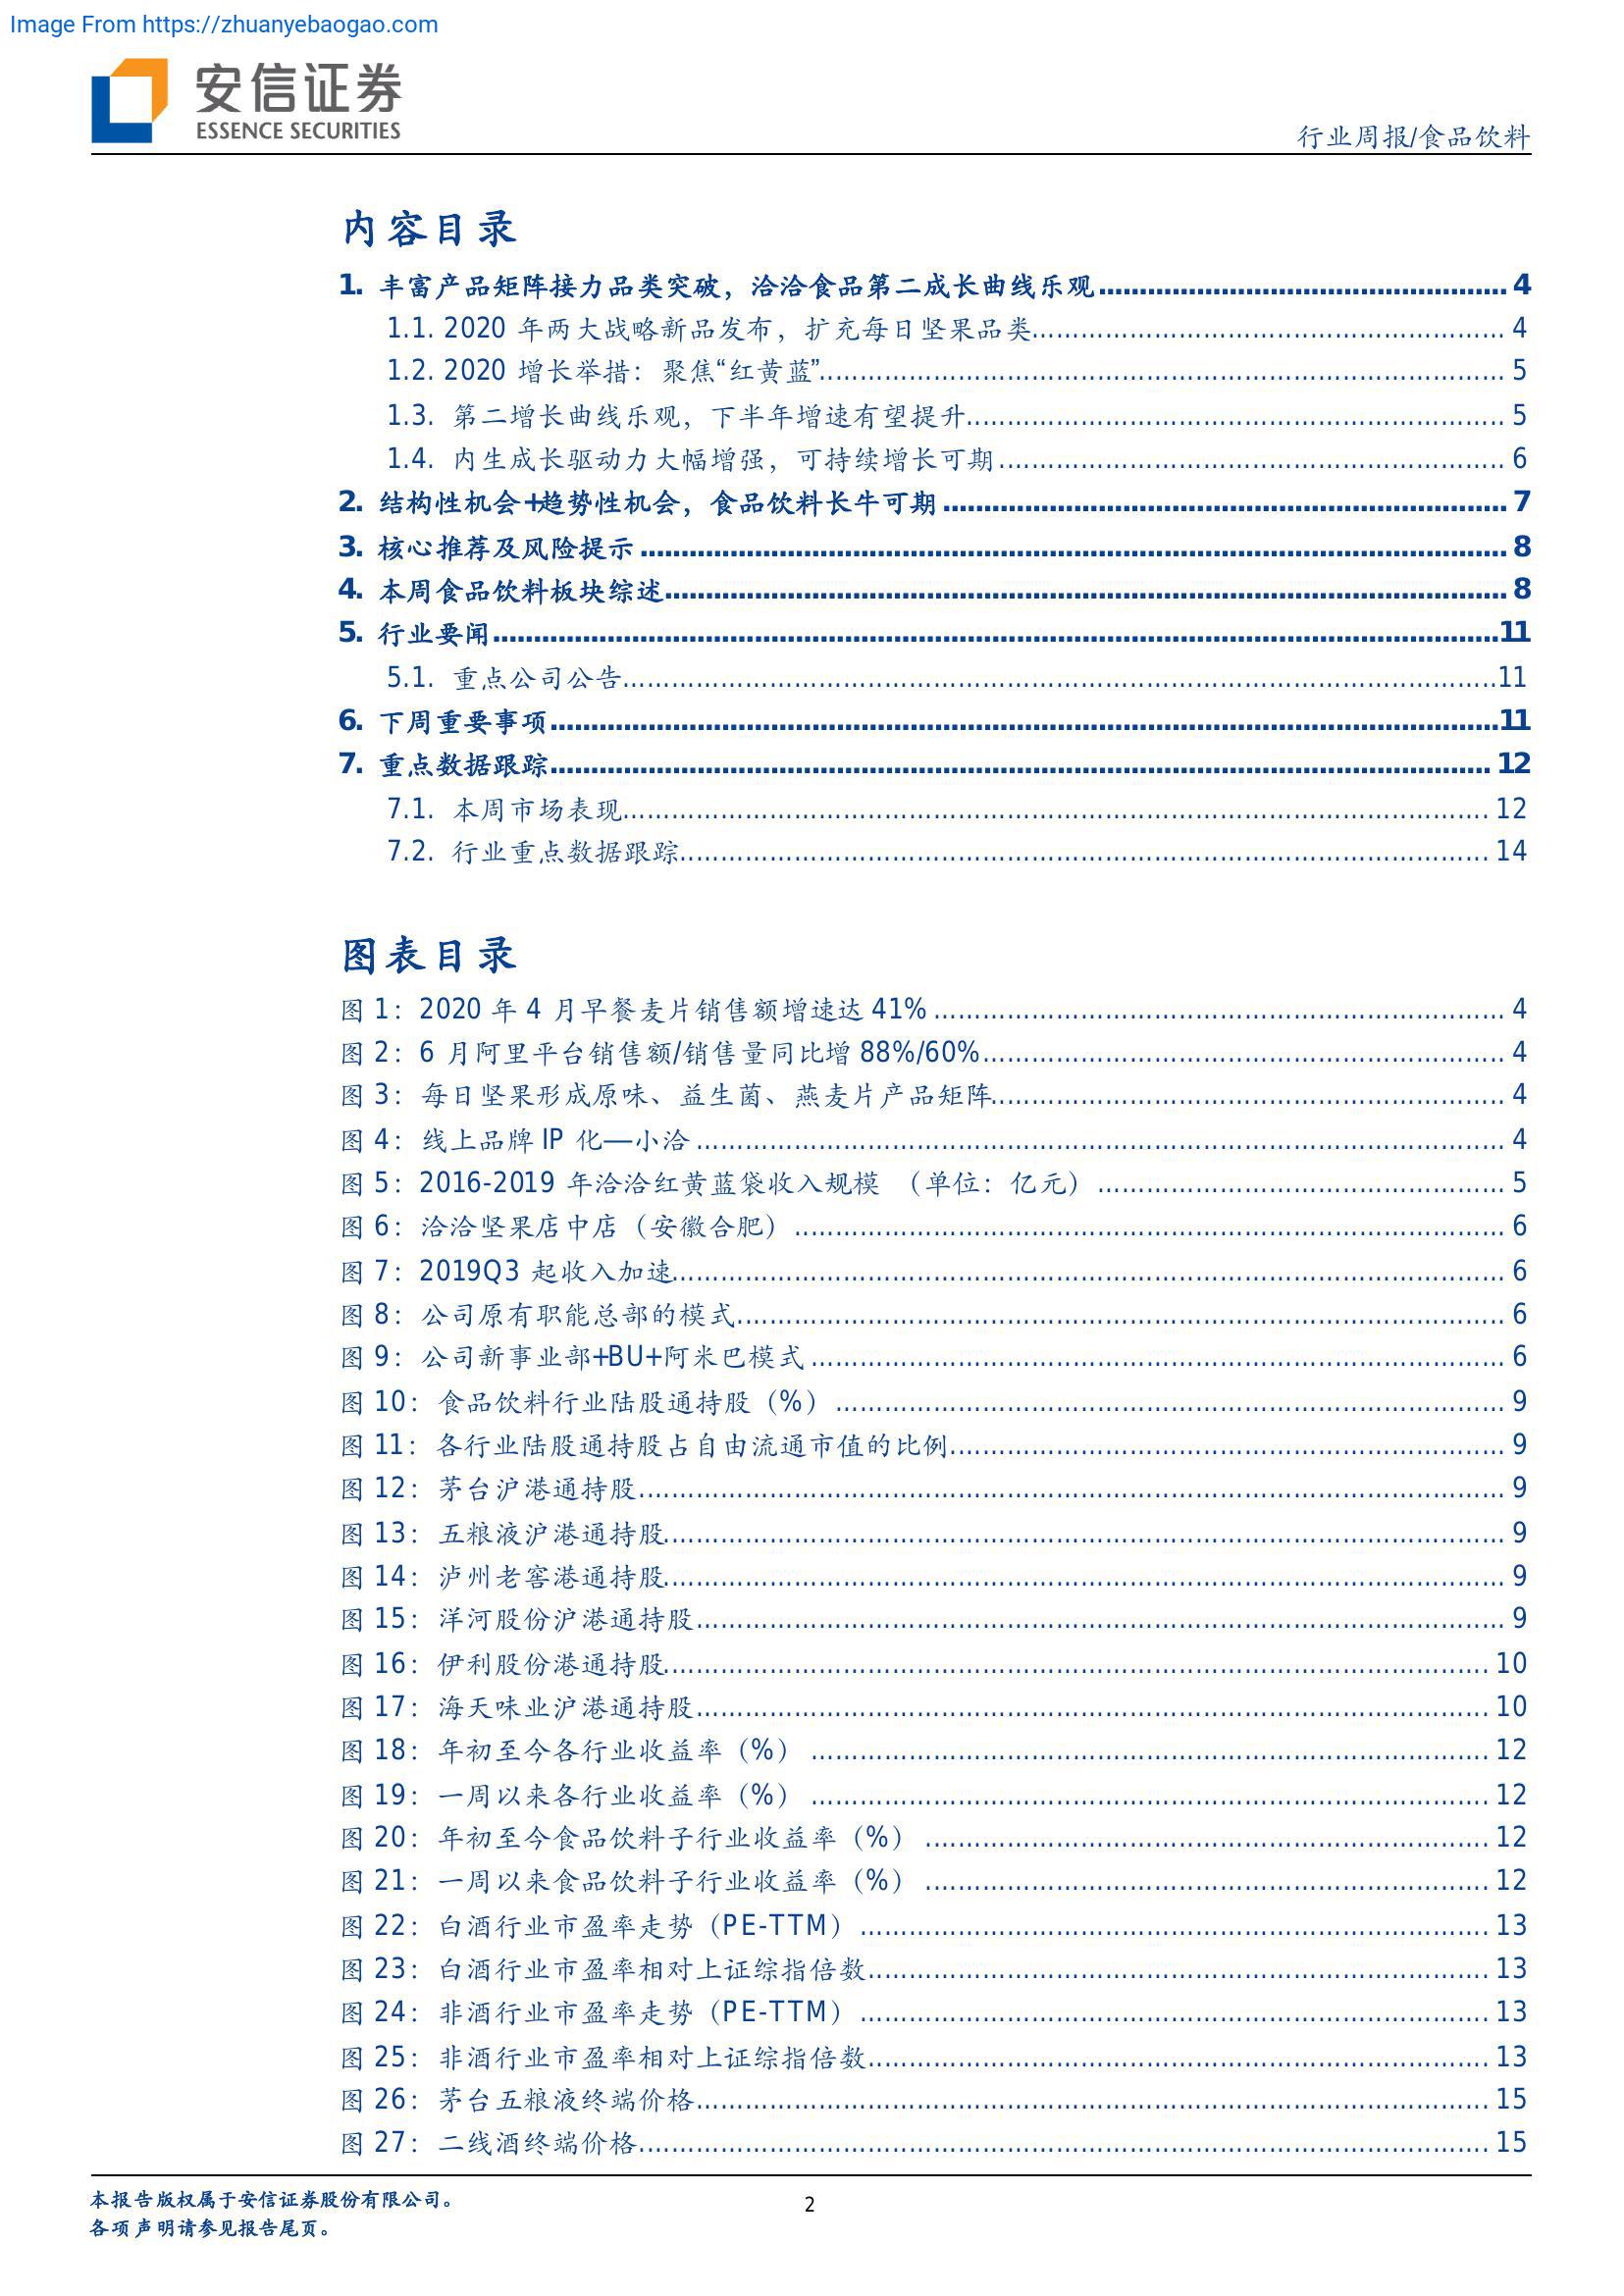 Image From https://zhuanyebaogao.com
安信证券
ESSENCE SECURITIES
行业周报/食品饮料
内容目录
1. 丰富产品矩阵接力品类突破，洽洽食品第二成长曲线乐观 4
1.1. 2020 年两大战略新品发布，扩充每日坚果品类 4
1.2. 2020 增长举措：聚焦“红黄蓝” 5
1.3. 第二增长曲线乐观，下半年增速有望提升 5
1.4. 内生成长驱动力大幅增强，可持续增长可期 6
2. 结构性机会+趋势性机会，食品饮料长牛可期 7
3. 核心推荐及风险提示 8
4. 本周食品饮料板块综述 8
5. 行业要闻 11
5.1. 重点公司公告 11
6. 下周重要事项 11
7. 重点数据跟踪 12
7.1. 本周市场表现 12
7.2. 行业重点数据跟踪 14
图表目录
图 1：2020 年 4 月早餐麦片销售额增速达 41% 4
图 2：6 月阿里平台销售额/销售量同比增 88%/60% 4
图 3：每日坚果形成原味、益生菌、燕麦片产品矩阵 4
图 4：线上品牌 IP 化—小洽 4
图 5：2016-2019 年洽洽红黄蓝袋收入规模 （单位：亿元） 5
图 6：洽洽坚果店中店（安徽合肥） 6
图 7：2019Q3 起收入加速 6
图 8：公司原有职能总部的模式 6
图 9：公司新事业部+BU+阿米巴模式 6
图 10：食品饮料行业陆股通持股（%） 9
图 11：各行业陆股通持股占自由流通市值的比例 9
图 12：茅台沪港通持股 9
图 13：五粮液沪港通持股 9
图 14：泸州老窖港通持股 9
图 15：洋河股份沪港通持股 9
图 16：伊利股份港通持股 10
图 17：海天味业沪港通持股 10
图 18：年初至今各行业收益率（%） 12
图 19：一周以来各行业收益率（%） 12
图 20：年初至今食品饮料子行业收益率（%） 12
图 21：一周以来食品饮料子行业收益率（%） 12
图 22：白酒行业市盈率走势（PE-TTM） 13
图 23：白酒行业市盈率相对上证综指倍数 13
图 24：非酒行业市盈率走势（PE-TTM） 13
图 25：非酒行业市盈率相对上证综指倍数 13
图 26：茅台五粮液终端价格 15
图 27：二线酒终端价格 15
本报告版权属于安信证券股份有限公司。
2
各项声明请参见报告尾页。